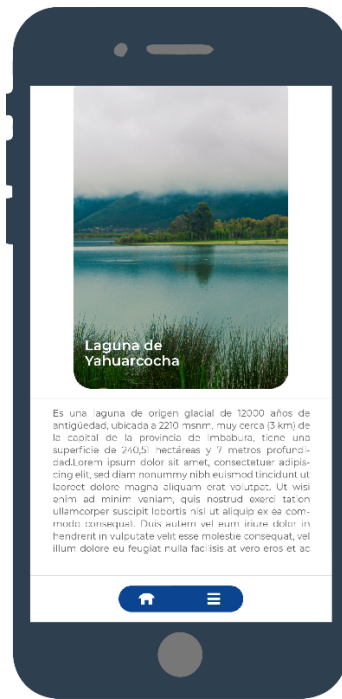 Laguna de
Yahuarcocha
Es una laguna de origen glacial de 12000 años de
antigüedad, ubicada a 2210 msnm, muy cerca (3 km) de
la capital de la provincia de Imbabura, tiene una
superficie de 240,51 hectáreas y 7 metros profundi-
dad.Lorem ipsum dolor sit amet, consectetuer adipis-
cing elit, sed diam nonummy nibh euismod tincidunt ut
laoreet dolore magna aliquam erat volutpat. Ut wisi
enim ad minim veniam, quis nostrud exerci tation
ullamcorper suscipit lobortis nisl ut aliquip ex ea com-
modo consequat. Duis autem vel eum iriure dolor in
hendrerit in vulputate velit esse molestie consequat, vel
illum dolore eu feugiat nulla facilisis at vero eros et ac